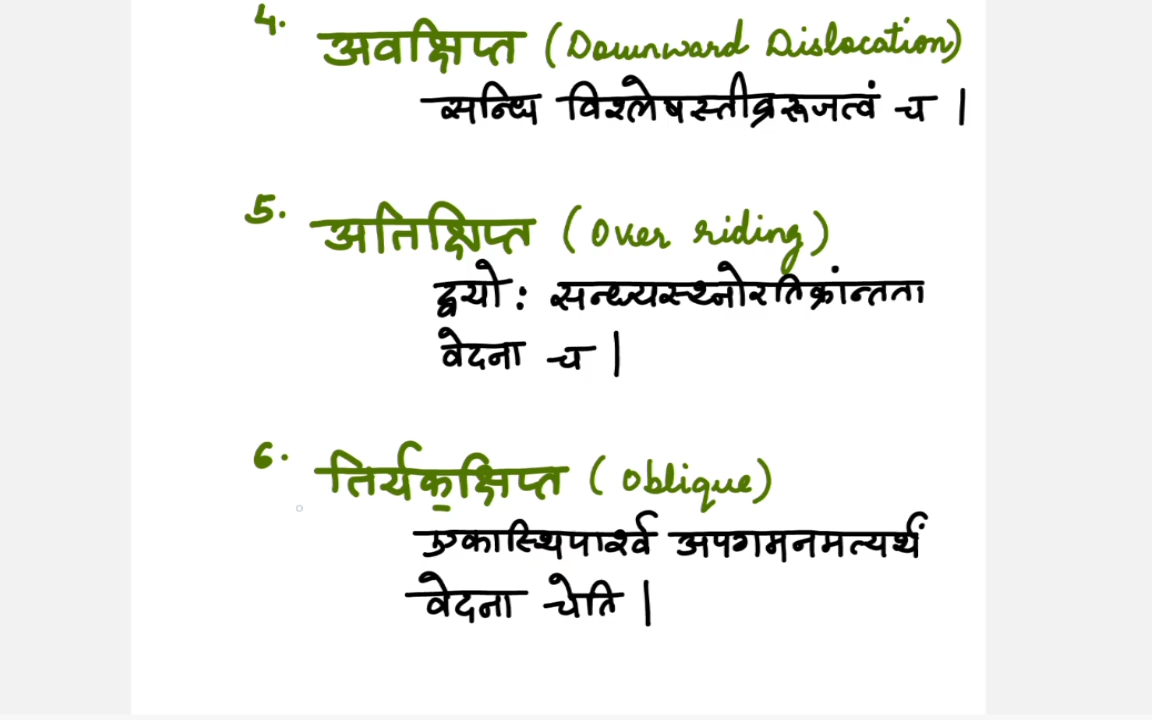 4. अवक्षिप्त (Downward Dislocation)
सन्धि विश्लेषस्तीव्ररूजत्वं च |
5. अतिक्षिप्त (Over riding)
द्वयो: सन्ध्यस्थ्नोरतिक्रांन्तता
वेदना च |
6. तिर्यक्षिप्त (Oblique)
एकास्थिपार्श्व अपगमनमत्यर्थं
वेदना चेति |